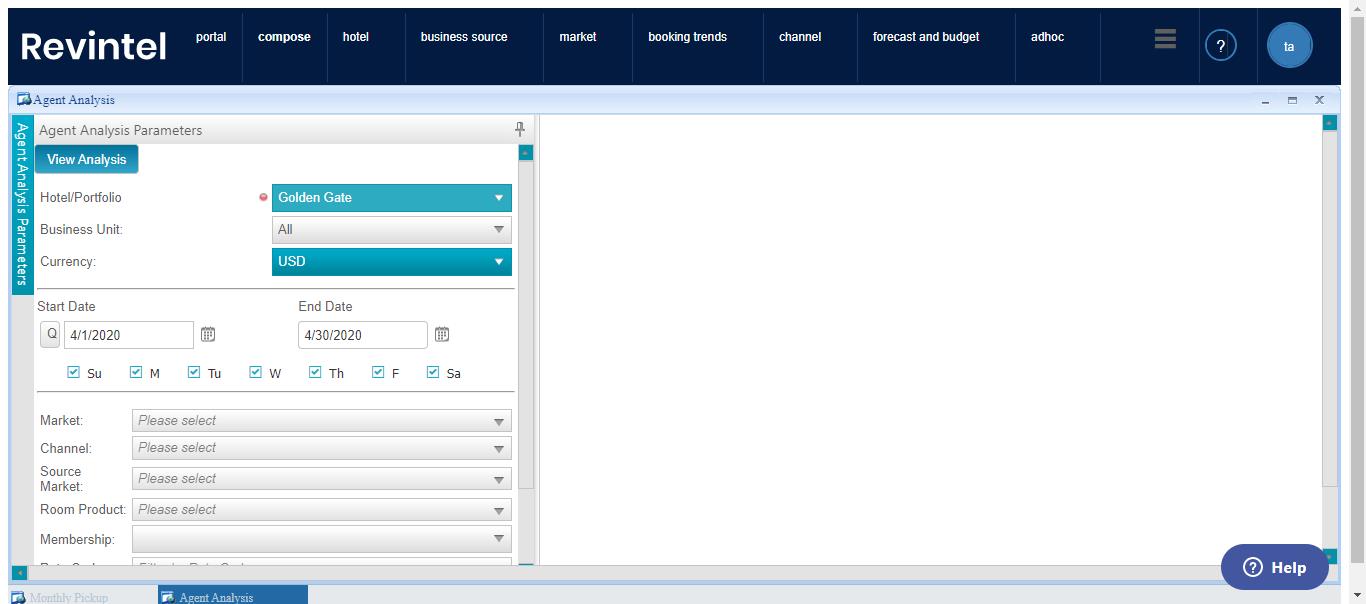 Revintel portal compose hotel business source market booking trends channel forecast and budget adhoc ? ta
Agent Analysis
Agent Analysis Parameters
Agent Analysis Parameters
View Analysis
Hotel/Portfolio Golden Gate
Business Unit: All
Currency: USD
Start Date End Date
Q 4/1/2020 4/30/2020
Su M Tu W Th F Sa
Market: Please select
Channel: Please select
Source
Market: Please select
Room Product: Please select
Membership:
? Help
Monthly Pickup Agent Analysis